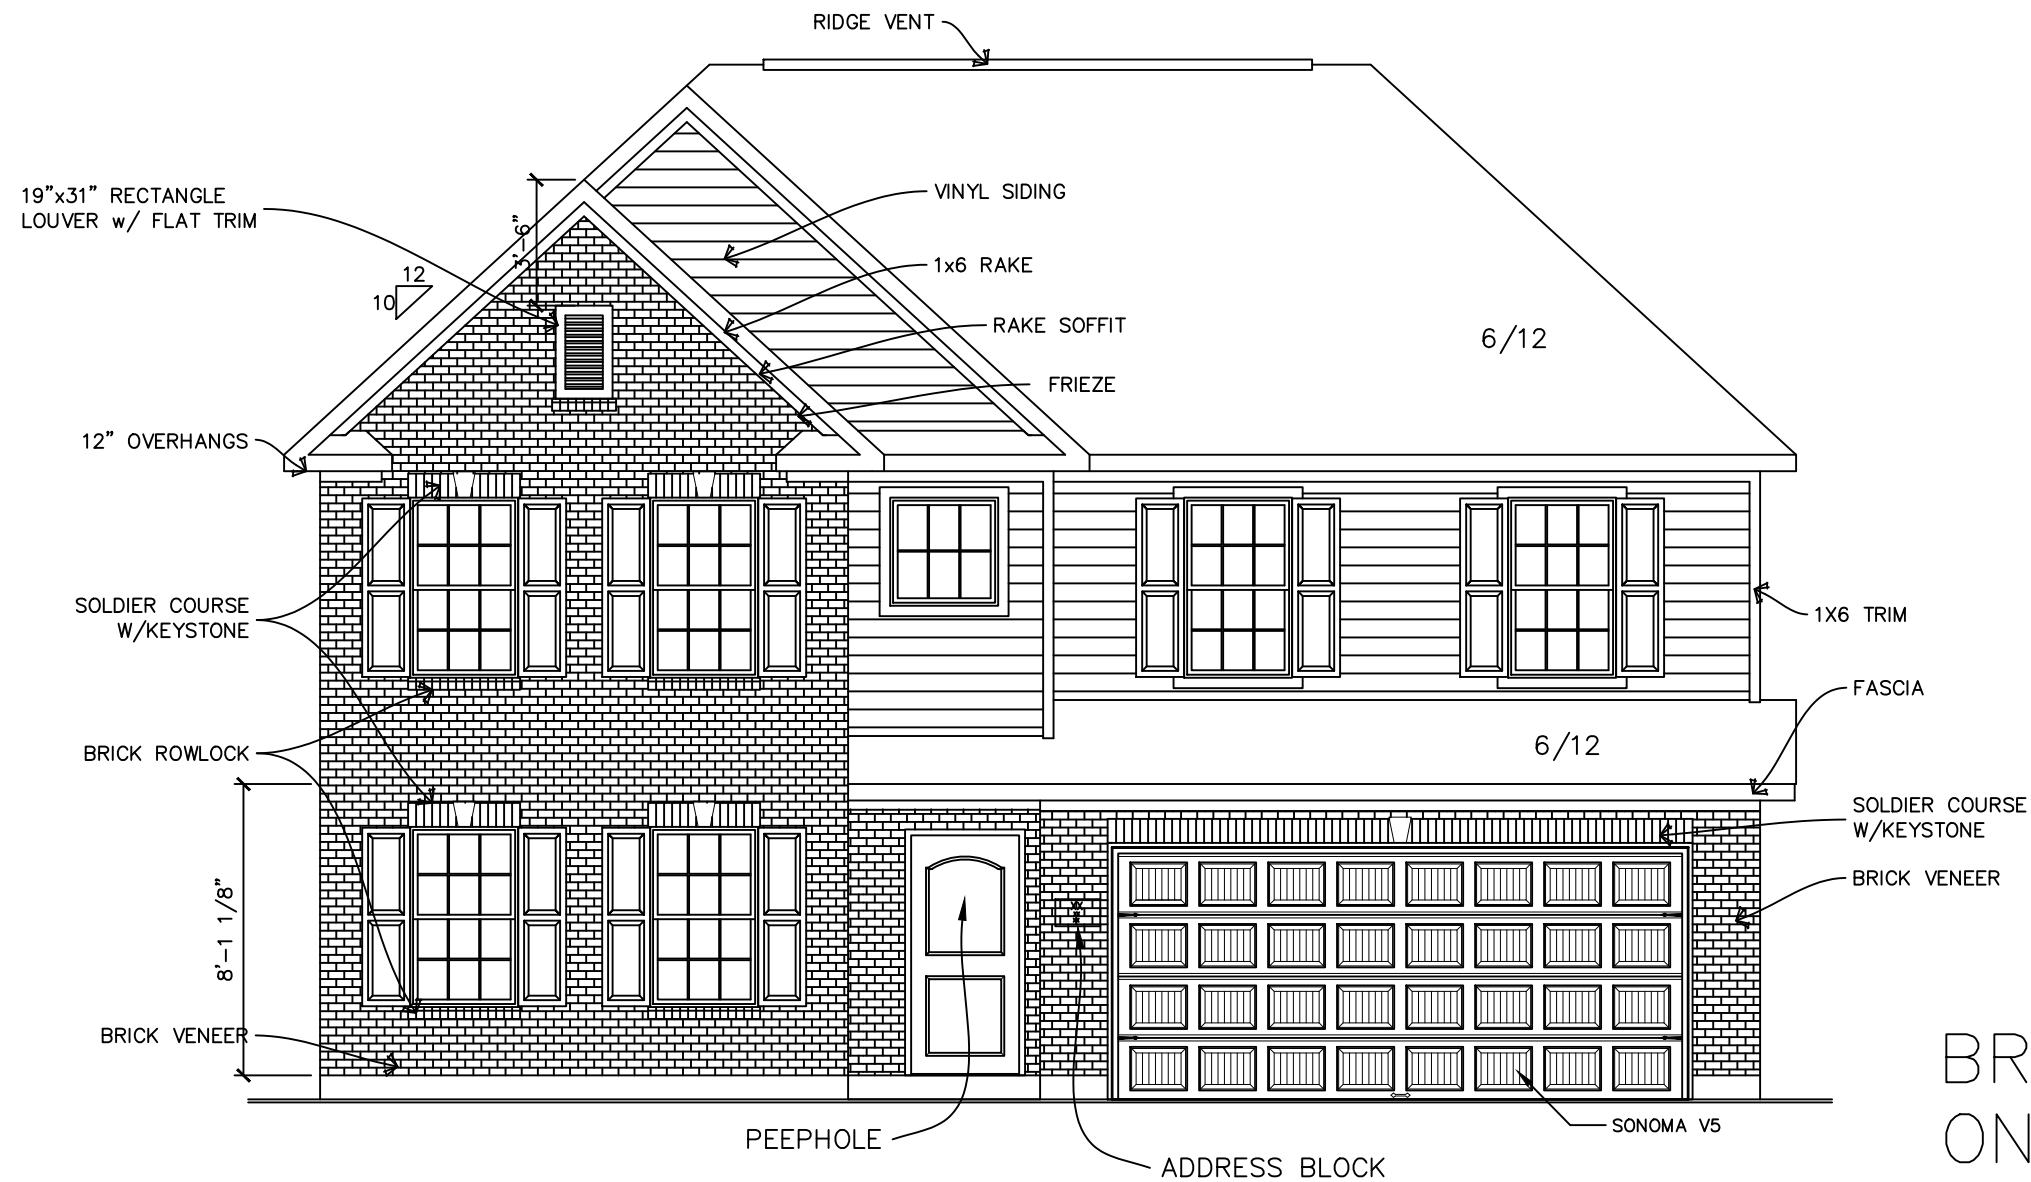 RIDGE VENT
19"x31" RECTANGLE
LOUVER w/ FLAT TRIM
3'-6"
VINYL SIDING
12
10
1x6 RAKE
RAKE SOFFIT
6/12
FRIEZE
12" OVERHANGS
SOLDIER COURSE
W/KEYSTONE
1X6 TRIM
FASCIA
BRICK ROWLOCK
6/12
SOLDIER COURSE
W/KEYSTONE
8'-1 1/8"
BRICK VENEER
BRICK VENEER
BR
SONOMA V5
PEEPHOLE
ON
ADDRESS BLOCK